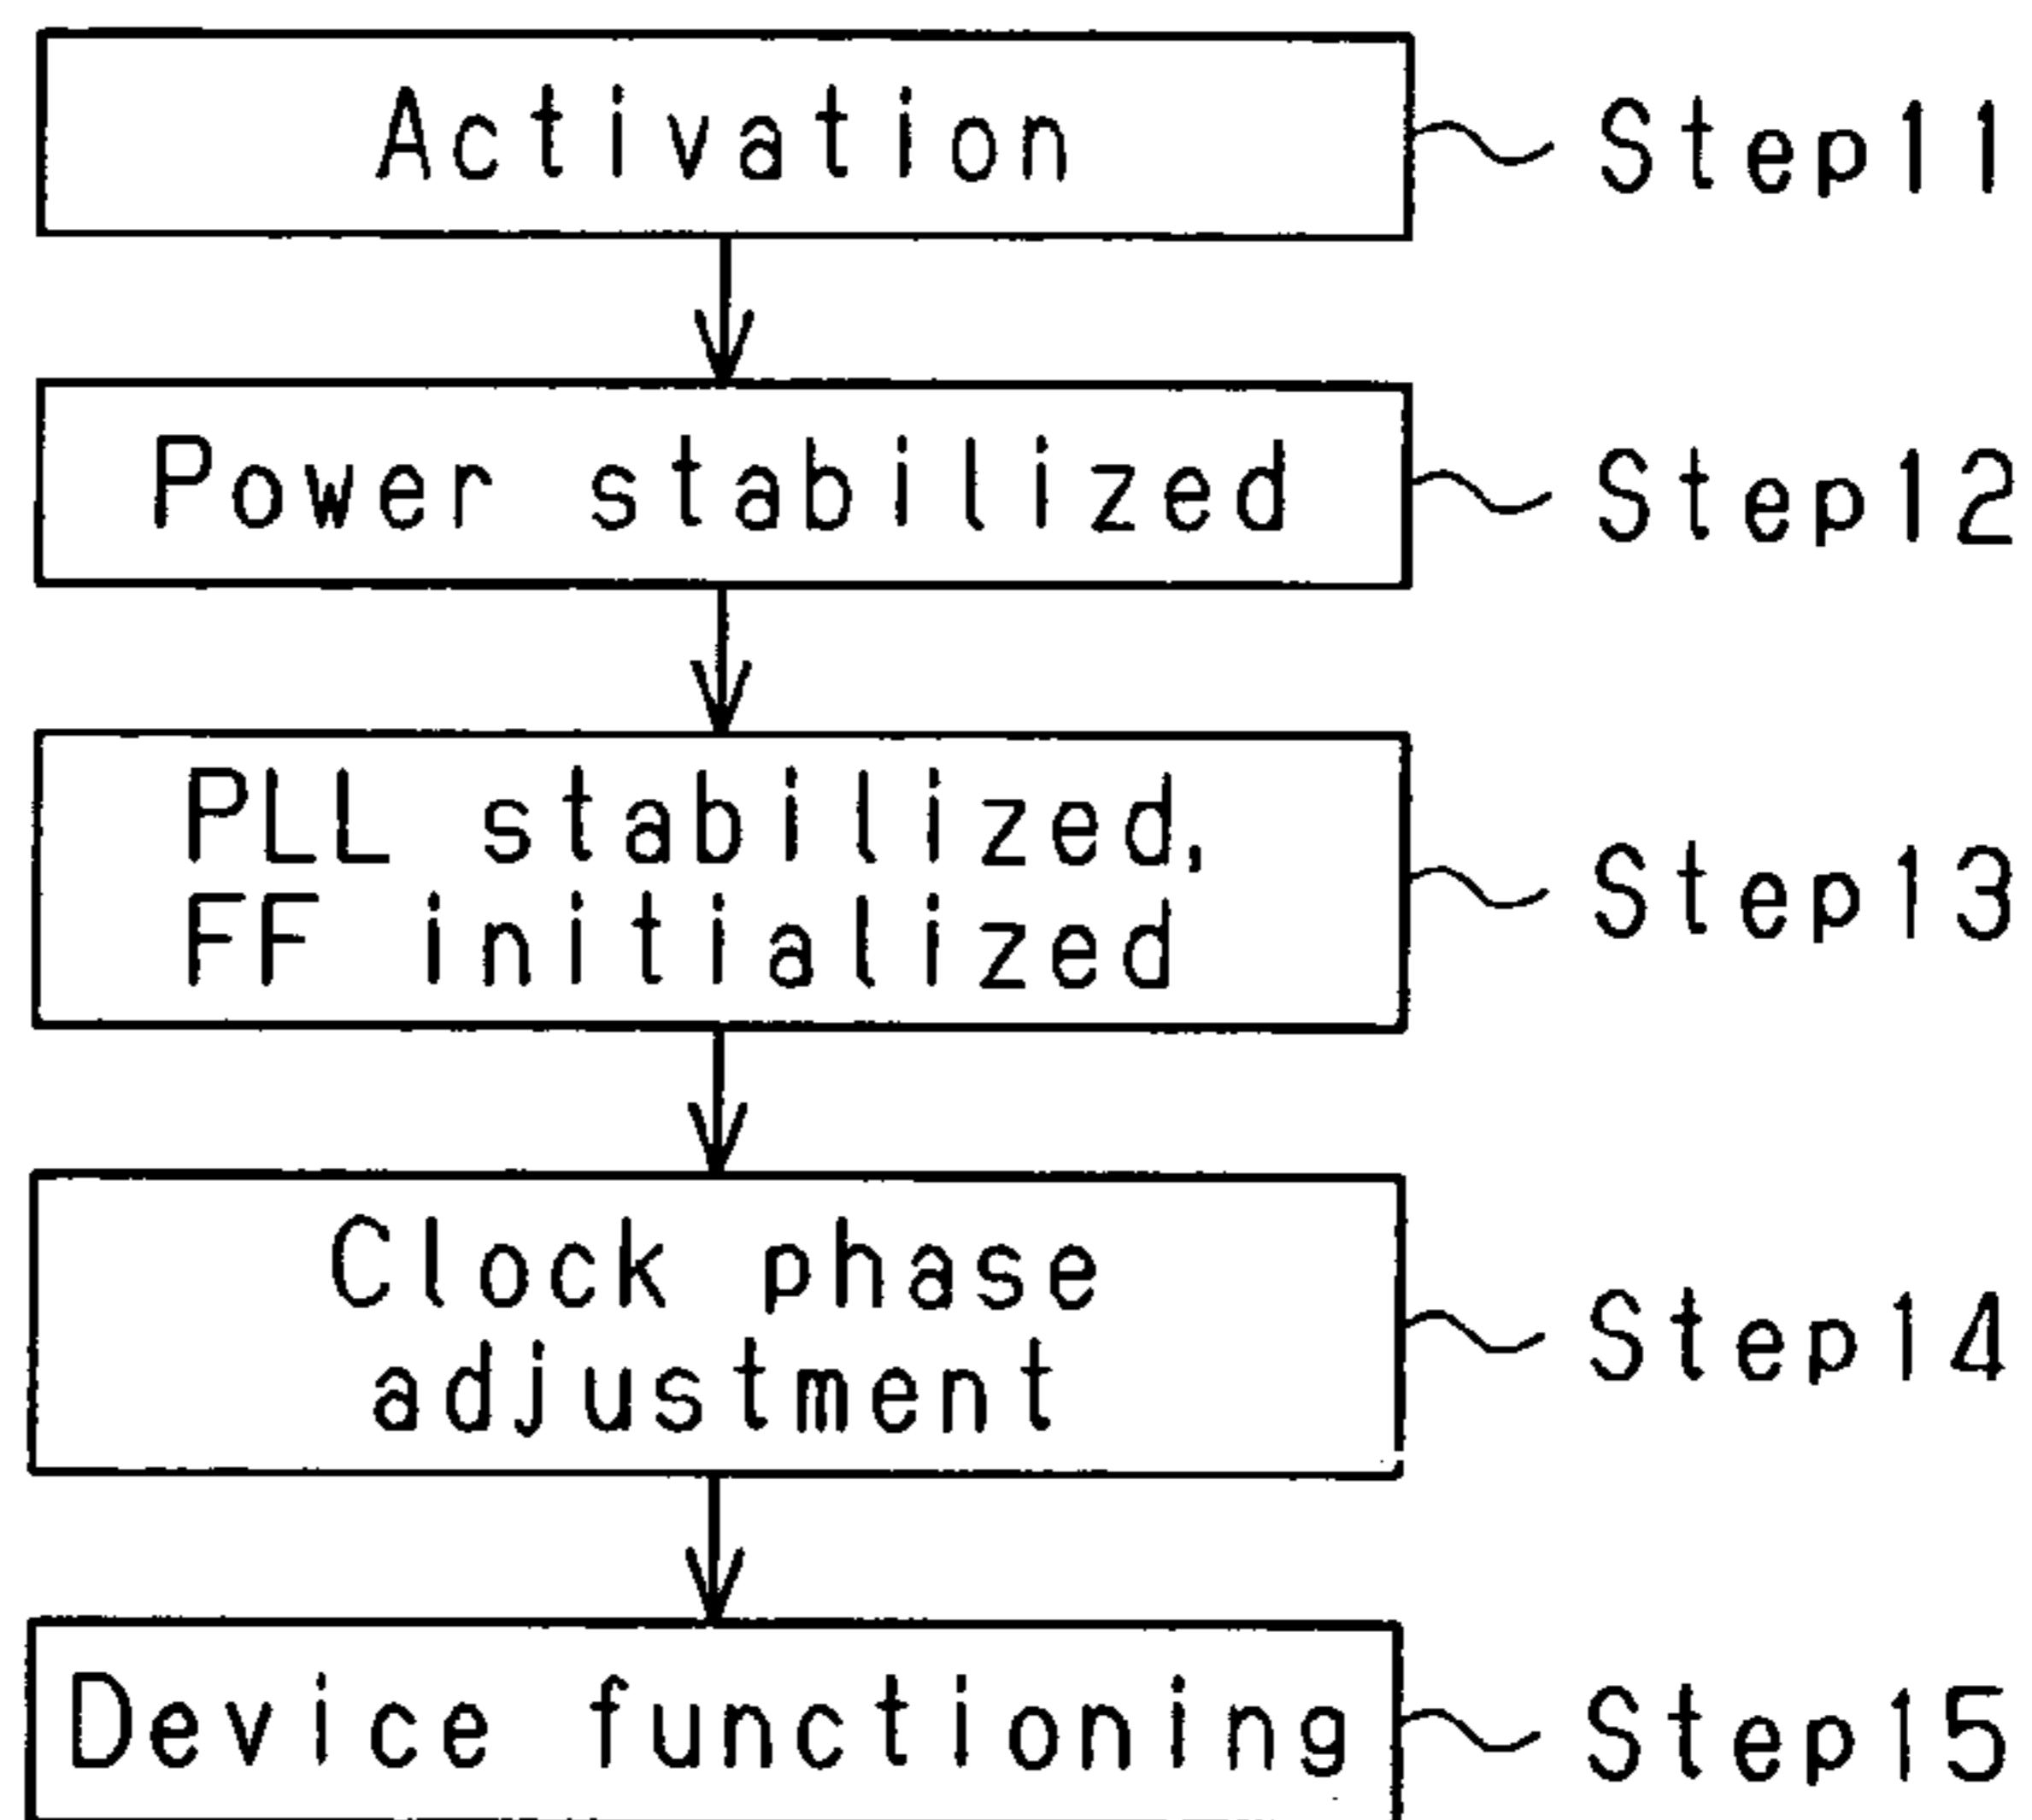 Activation
Step11
Power stabilized
Step12
PLL stabilized,
FF initialized
Step13
Clock phase
adjustment
Step14
Device functioning
Step15